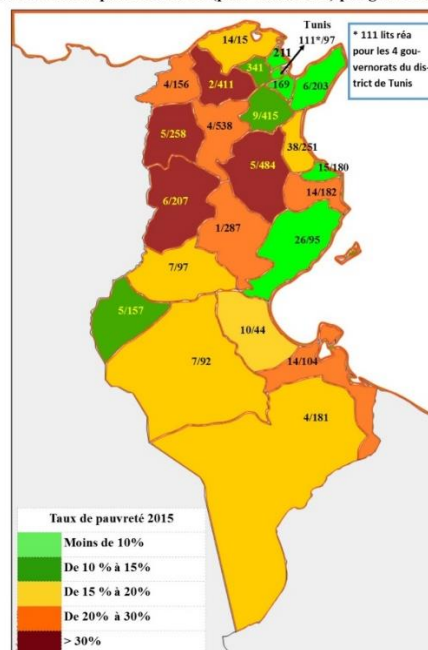 Tunis
111*/97
* 111 lits réa
pour les 4 gou-
vernorats du dis-
trict de Tunis
14/15
211
341
4/156
2/411
169
6/203
9/415
5/258
4/538
38/251
5/484
15/180
14/182
6/207
1/287
26/95
7/97
5/157
10/44
7/92
14/104
4/181
Taux de pauvreté 2015
Moins de 10%
De 10 % à 15%
De 15 % à 20%
De 20% à 30%
> 30%